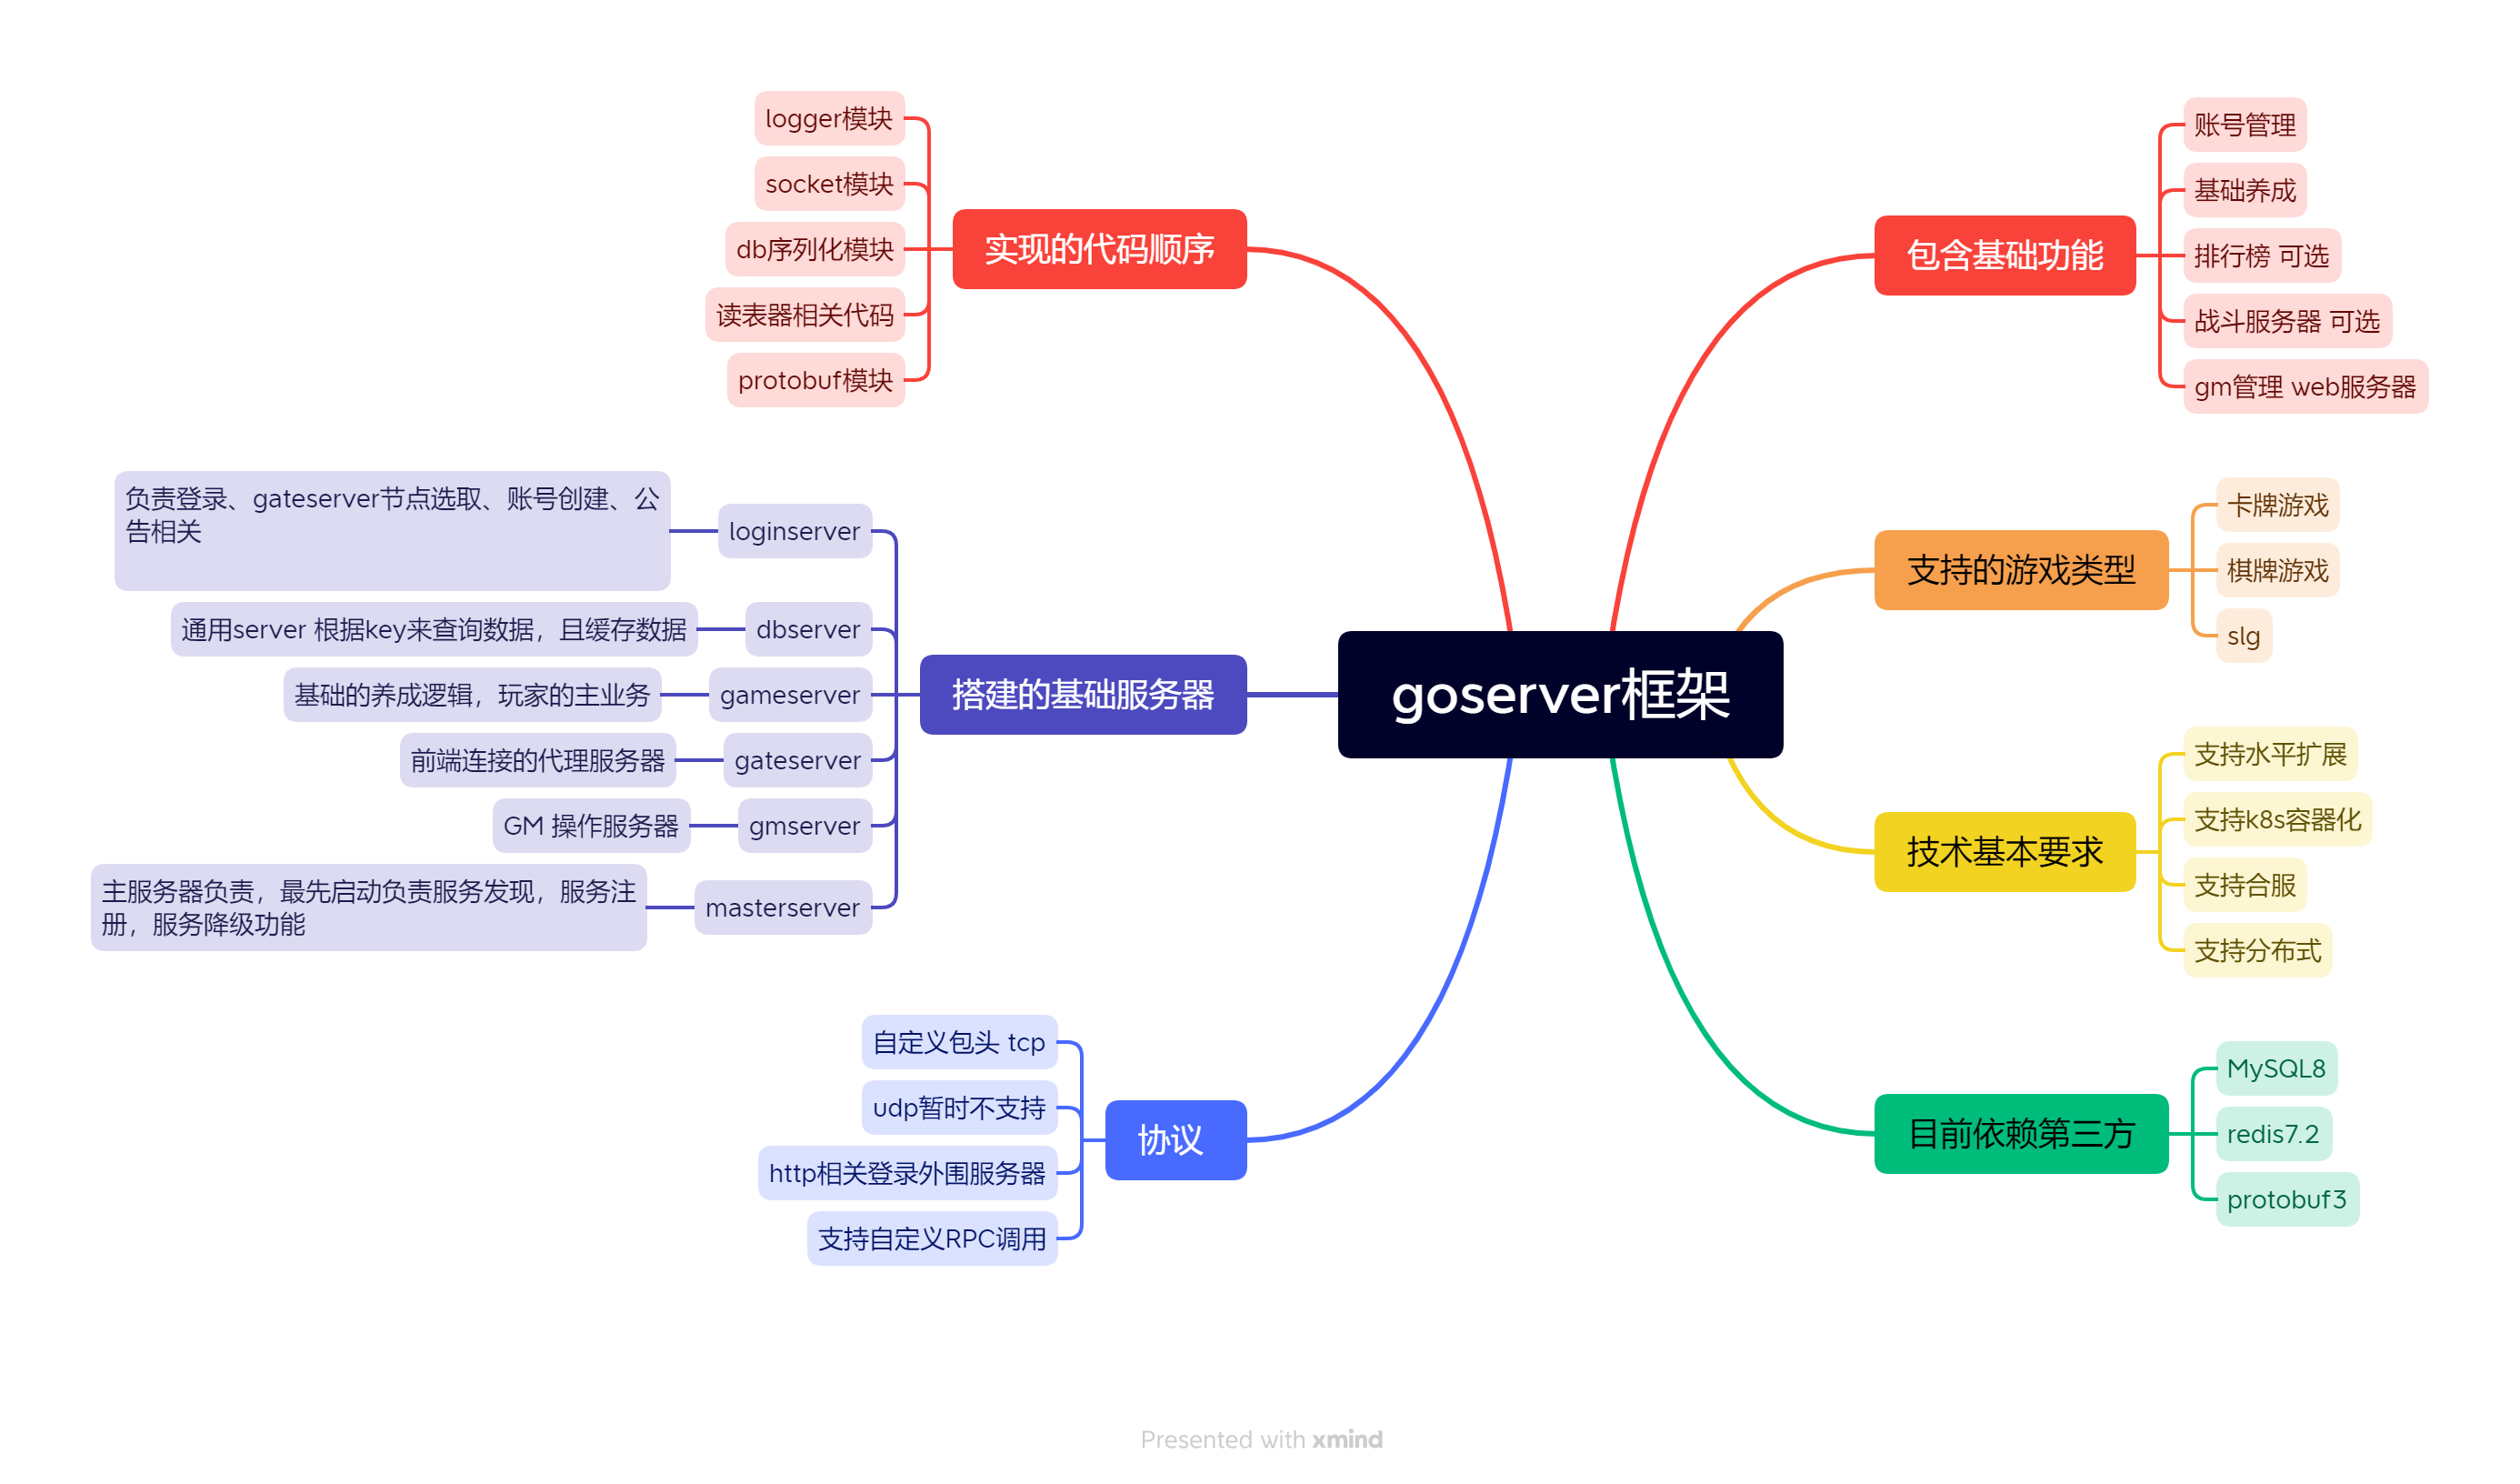 goserver框架
包含基础功能
账号管理
基础养成
排行榜 可选
战斗服务器 可选
gm管理 web服务器
支持的游戏类型
卡牌游戏
棋牌游戏
slg
技术基本要求
支持水平扩展
支持k8s容器化
支持合服
支持分布式
目前依赖第三方
MySQL8
redis7.2
protobuf3
实现的代码顺序
logger模块
socket模块
db序列化模块
读表器相关代码
protobuf模块
搭建的基础服务器
loginserver
负责登录、gateserver节点选取、账号创建、公
告相关
dbserver
通用server 根据key来查询数据，且缓存数据
gameserver
基础的养成逻辑，玩家的主业务
gateserver
前端连接的代理服务器
gmserver
GM 操作服务器
masterserver
主服务器负责，最先启动负责服务发现，服务注
册，服务降级功能
协议
自定义包头 tcp
udp暂时不支持
http相关登录外围服务器
支持自定义RPC调用
Presented with xmind